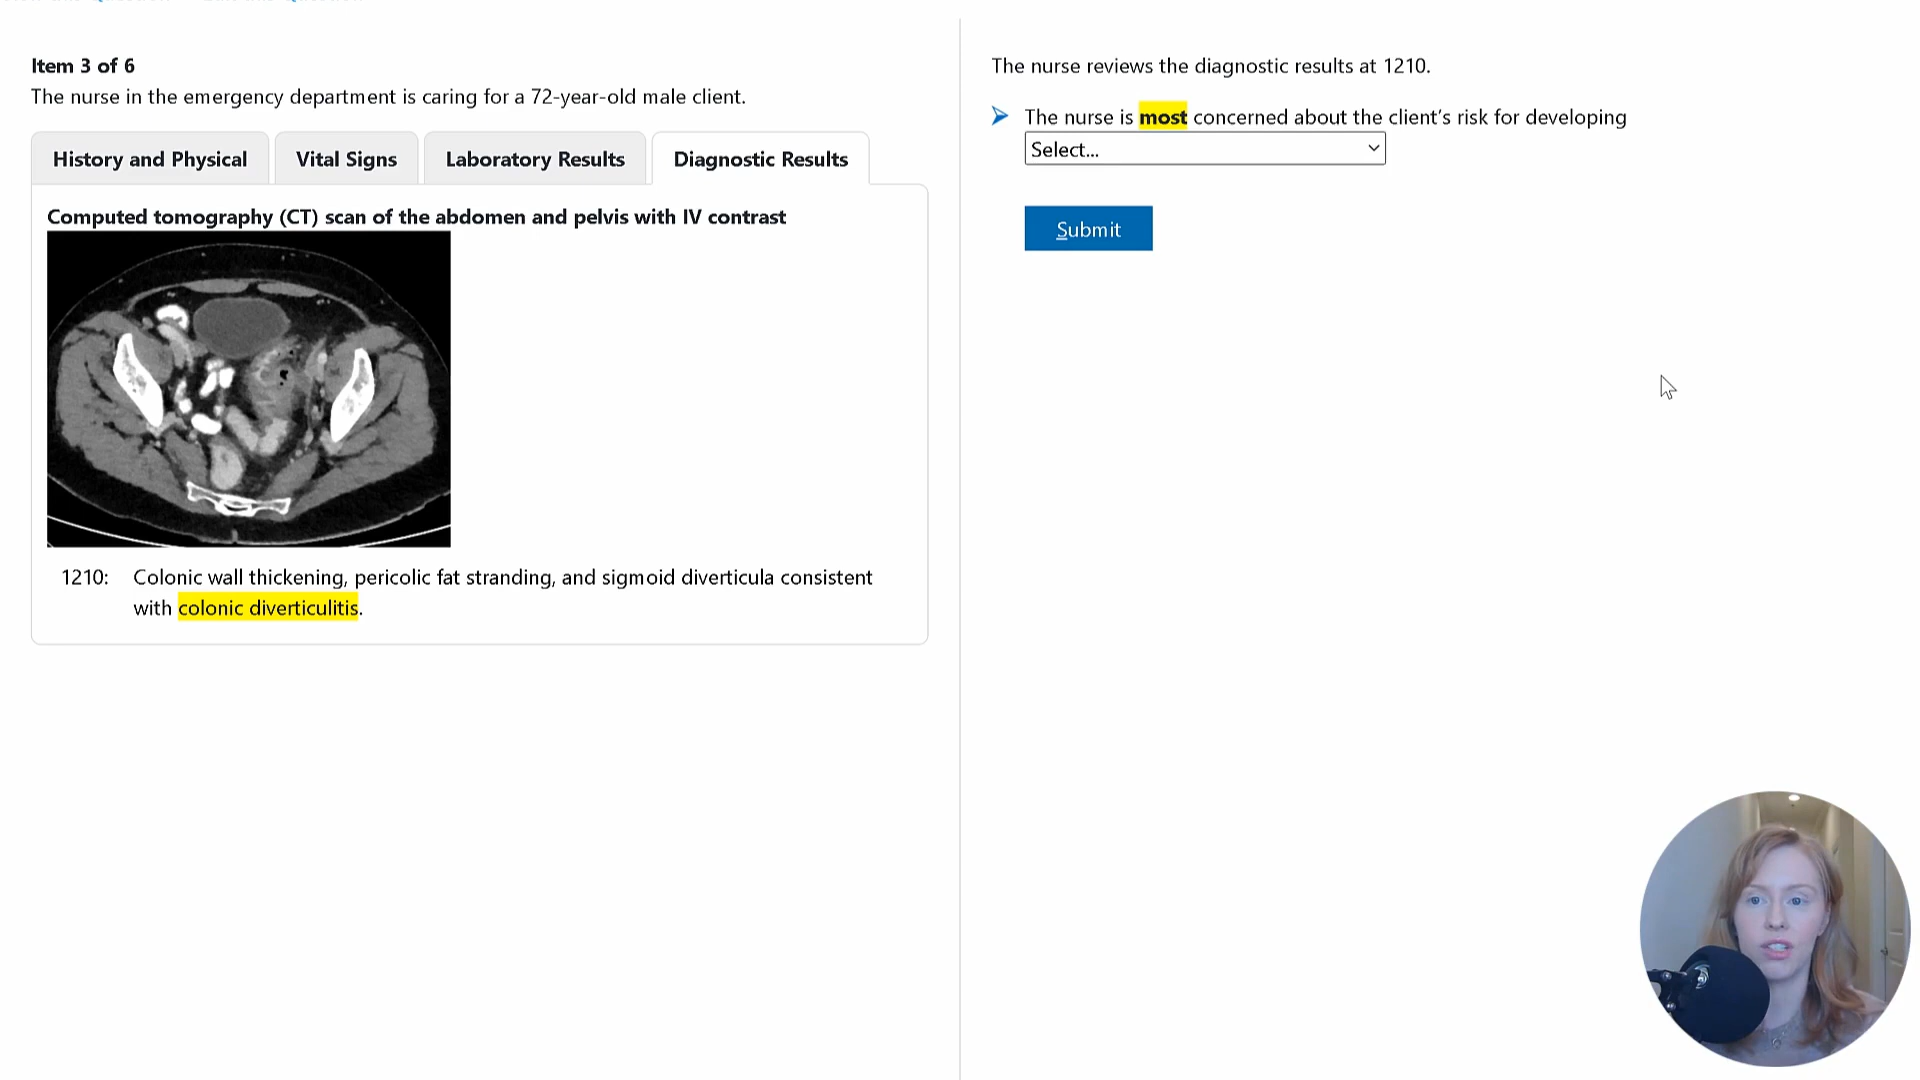 Item 3 of 6
The nurse in the emergency department is caring for a 72-year-old male client.
History and Physical
Vital Signs
Laboratory Results
Diagnostic Results
Computed tomography (CT) scan of the abdomen and pelvis with IV contrast
1210: Colonic wall thickening, pericolic fat stranding, and sigmoid diverticula consistent
with colonic diverticulitis.
The nurse reviews the diagnostic results at 1210.
The nurse is most concerned about the client's risk for developing
Select...
Submit